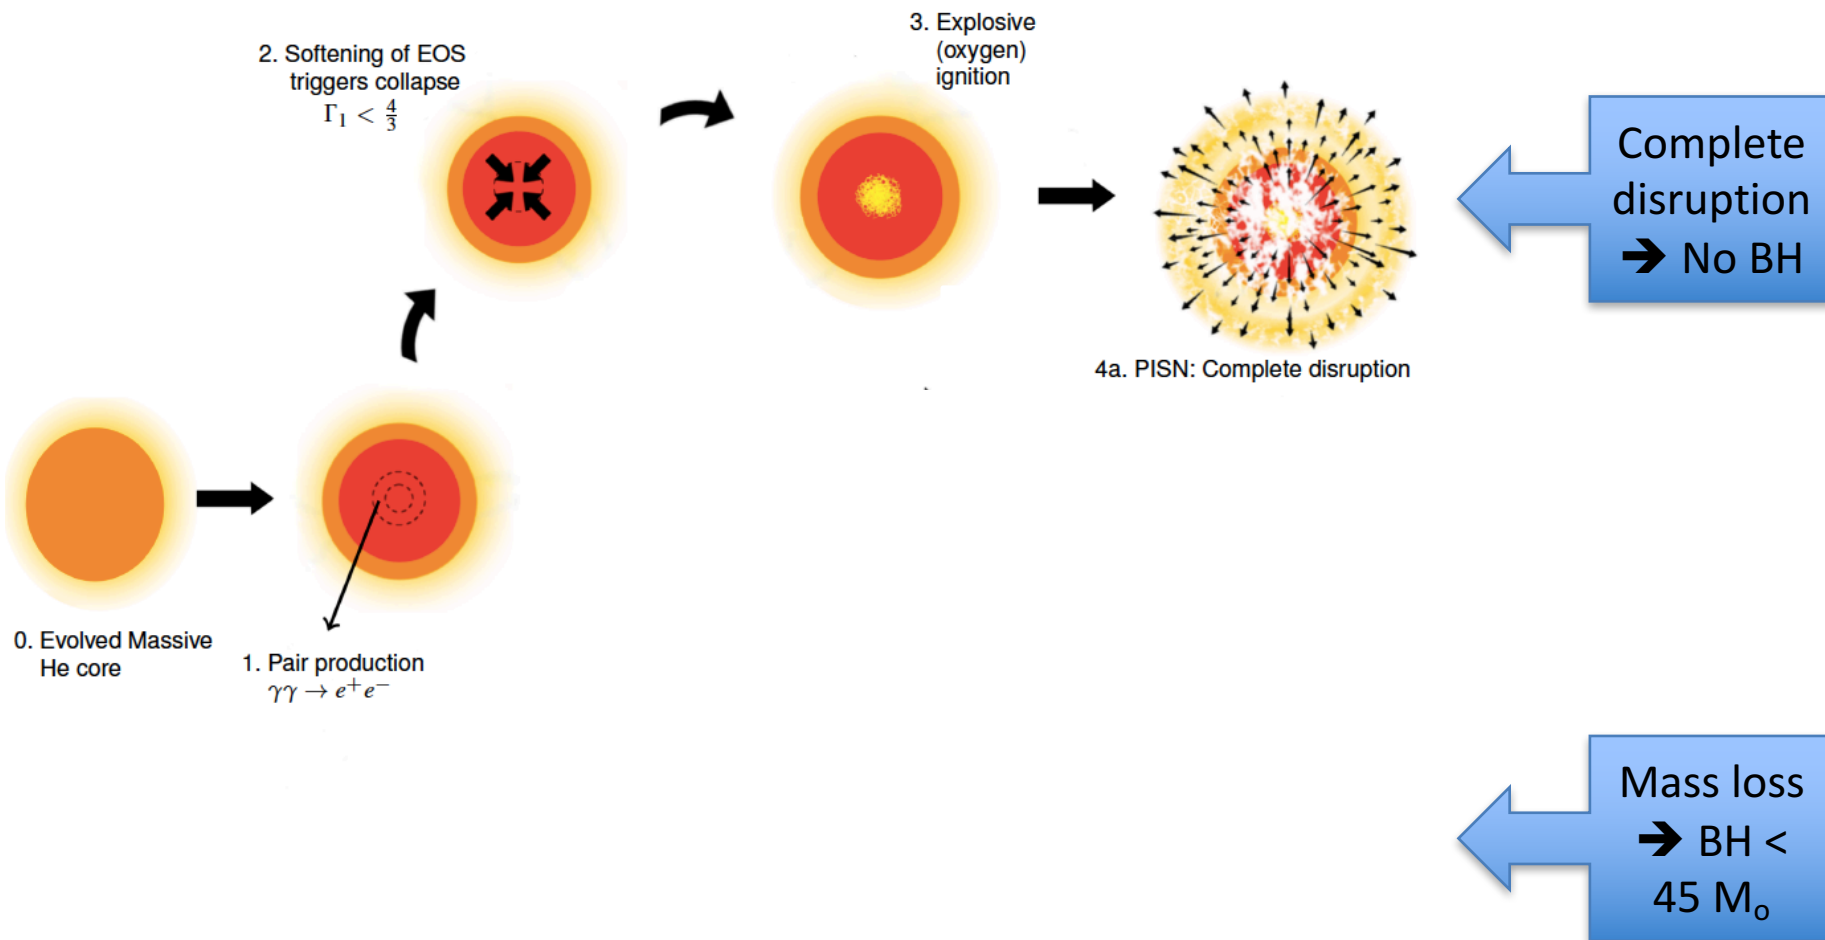 2. Softening of EOS
triggers collapse
Γ₁ < 4/3
3. Explosive
(oxygen)
ignition
4a. PISN: Complete disruption
Complete
disruption
➔ No BH
0. Evolved Massive
He core
1. Pair production
γγ → e⁺e⁻
Mass loss
➔ BH <
45 Mₒ